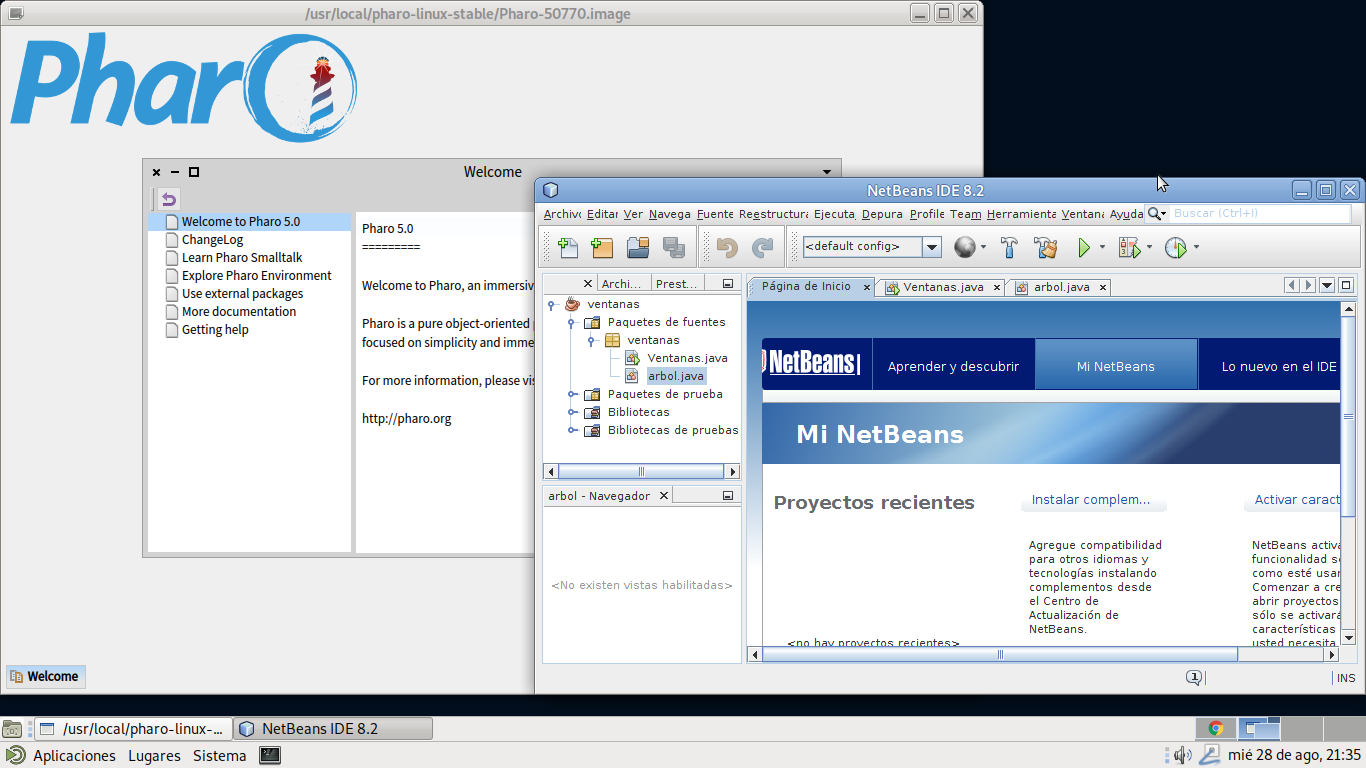 /usr/local/pharo-linux-stable/Pharo-50770.image
Pharo
Welcome
Welcome to Pharo 5.0
ChangeLog
Learn Pharo Smalltalk
Explore Pharo Environment
Use external packages
More documentation
Getting help
Pharo 5.0
=========
Welcome to Pharo, an immersiv
Pharo is a pure object-oriented
focused on simplicity and imme
For more information, please vis
http://pharo.org
Welcome
NetBeans IDE 8.2
Archivo Editar Ver Navega Fuente Reestructura Ejecuta Depura Profile Team Herramienta Ventana Ayuda
Buscar (Ctrl+I)
<default config>
Archi... Prest...
ventanas
Paquetes de fuentes
ventanas
Ventanas.java
arbol.java
Paquetes de prueba
Bibliotecas
Bibliotecas de pruebas
arbol - Navegador
<No existen vistas habilitadas>
Página de Inicio Ventanas.java arbol.java
NetBeans
Aprender y descubrir Mi NetBeans Lo nuevo en el IDE
Mi NetBeans
Proyectos recientes
<no hay proyectos recientes>
Instalar complem...
Agregue compatibilidad
para otros idiomas y
tecnologías instalando
complementos desde
el Centro de
Actualización de
NetBeans.
Activar caract
NetBeans activa
funcionalidad s
como esté usar
Comenzar a cre
abrir proyectos
sólo se activará
características
usted necesita
1
INS
/usr/local/pharo-linux-... NetBeans IDE 8.2
Aplicaciones Lugares Sistema
mié 28 de ago, 21:35